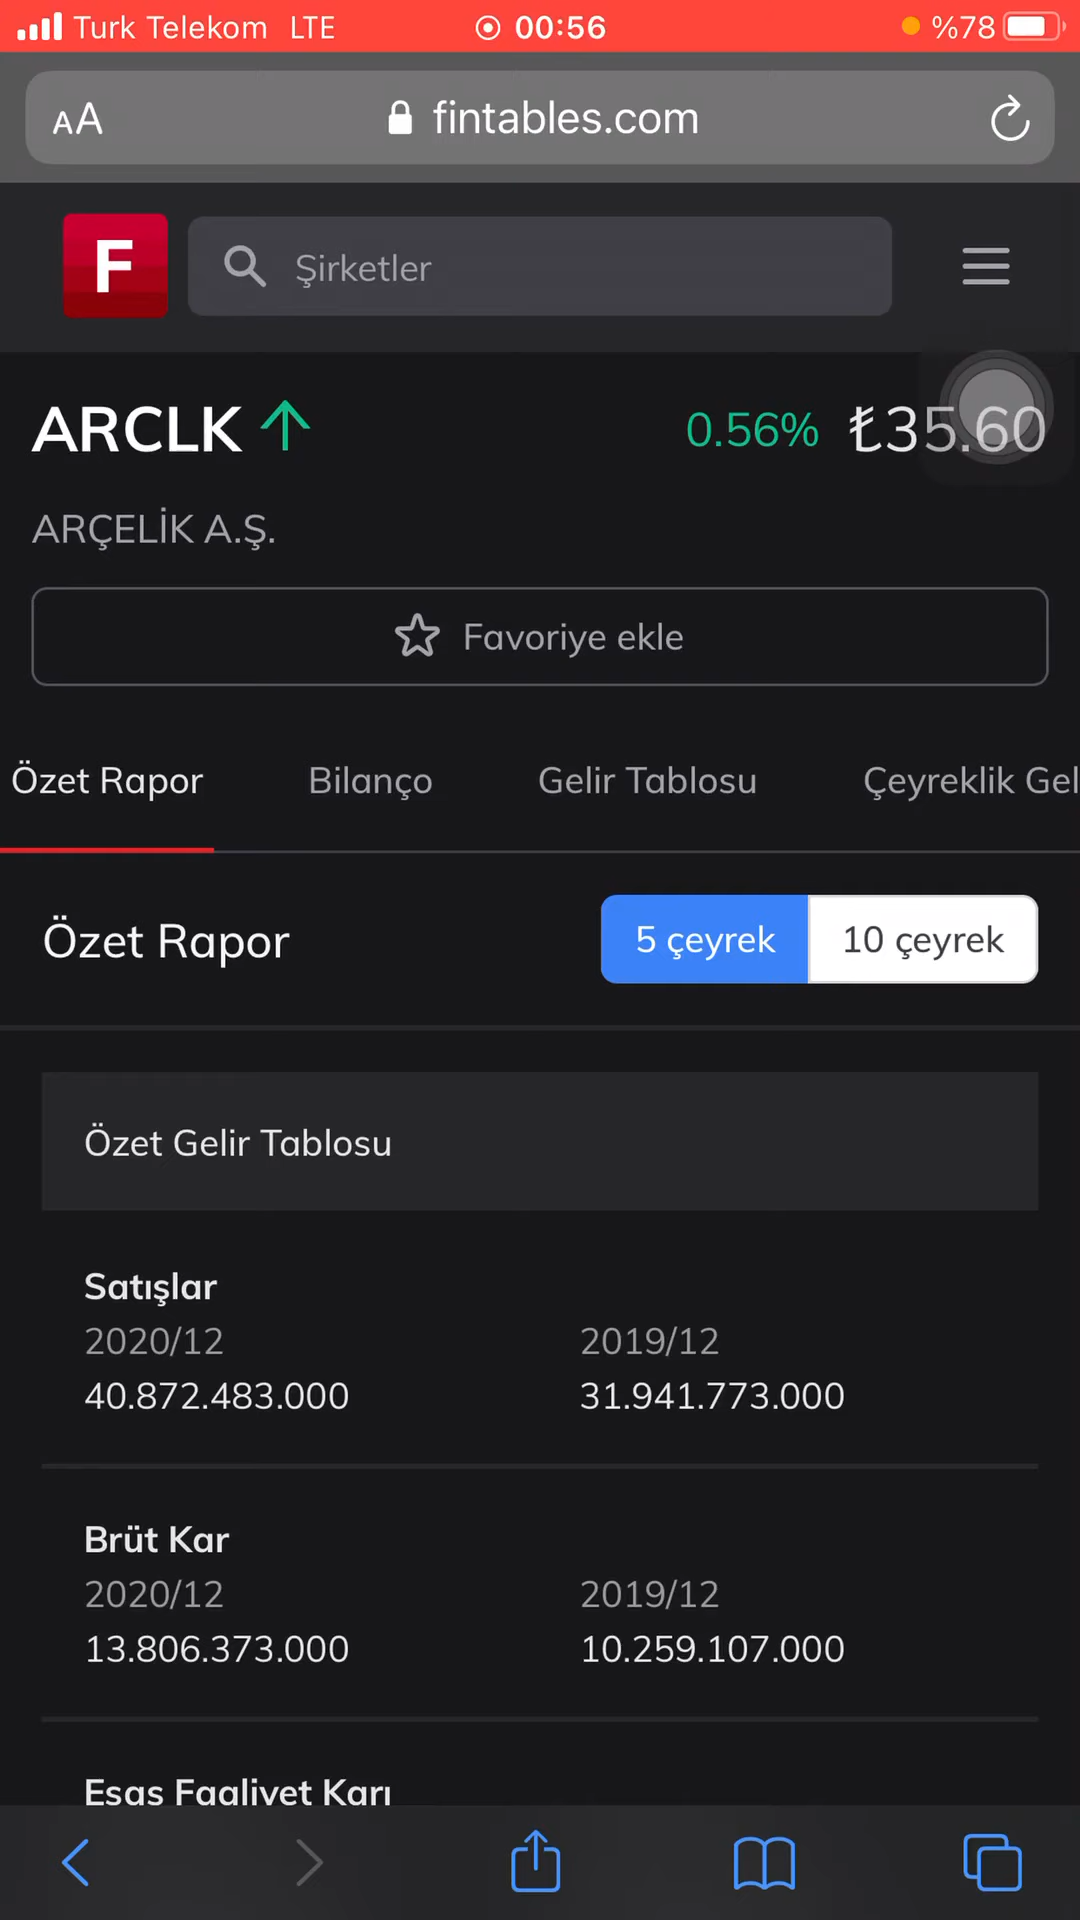 Turk Telekom LTE 00:56 %78
AA fintables.com
F Şirketler
ARCLK 0.56% ₺35.60
ARÇELİK A.Ş.
Favoriye ekle
Özet Rapor Bilanço Gelir Tablosu Çeyreklik Gel
Özet Rapor 5 çeyrek 10 çeyrek
Özet Gelir Tablosu
Satışlar
2020/12 2019/12
40.872.483.000 31.941.773.000
Brüt Kar
2020/12 2019/12
13.806.373.000 10.259.107.000
Esas Faaliyet Karı